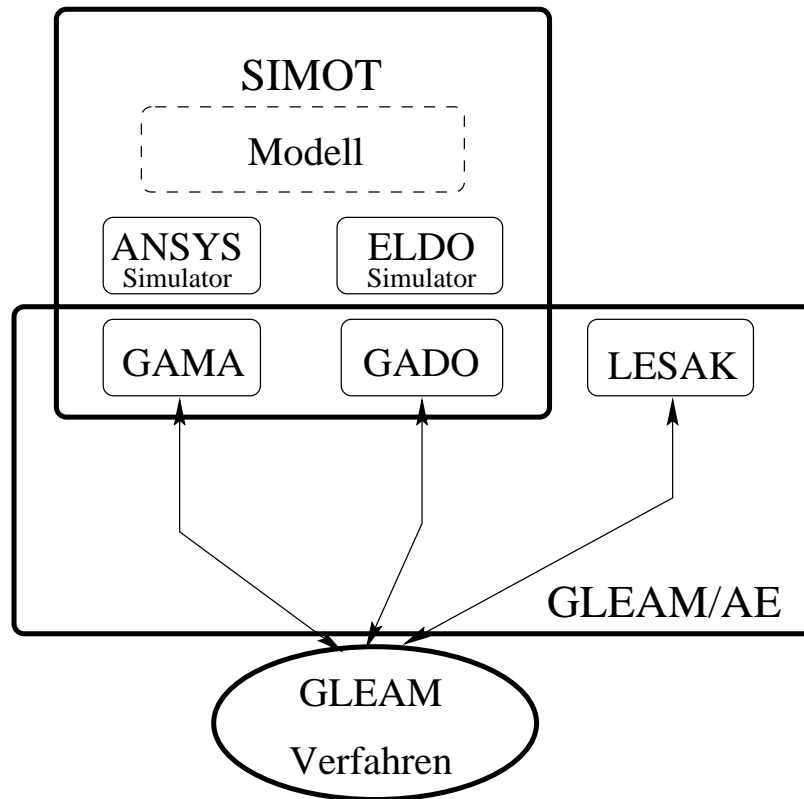 SIMOT
Modell
ANSYS
Simulator
ELDO
Simulator
GAMA
GADO
LESAK
GLEAM/AE
GLEAM
Verfahren